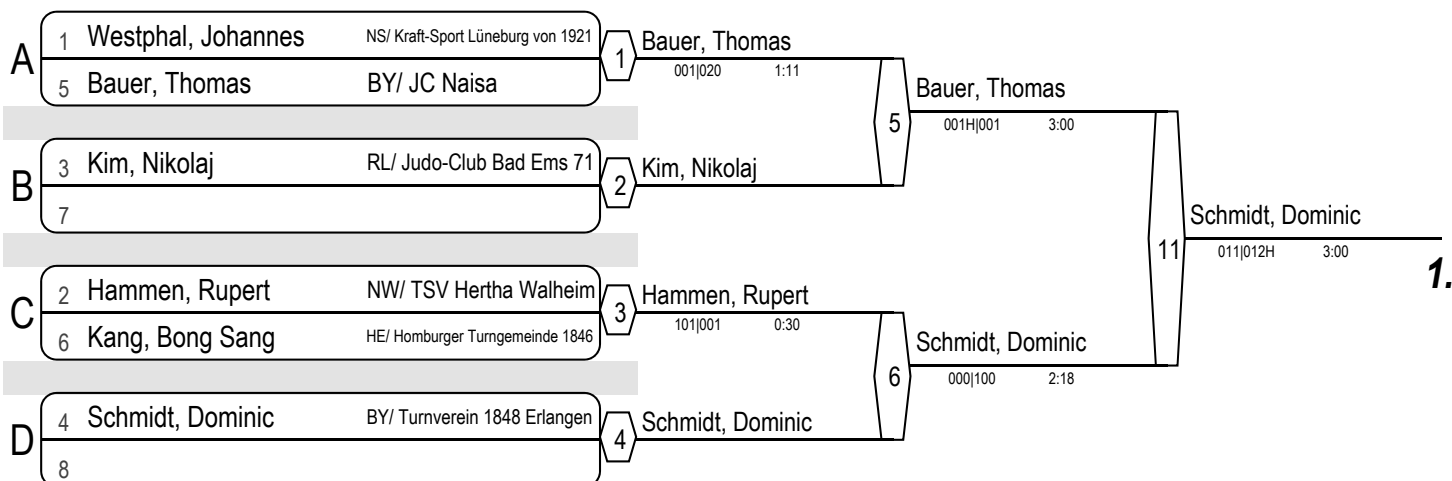 A
1 Westphal, Johannes NS/ Kraft-Sport Lüneburg von 1921
5 Bauer, Thomas BY/ JC Naisa
1
Bauer, Thomas
001|020 1:11
B
3 Kim, Nikolaj RL/ Judo-Club Bad Ems 71
7
2
Kim, Nikolaj
5
Bauer, Thomas
001H|001 3:00
C
2 Hammen, Rupert NW/ TSV Hertha Walheim
6 Kang, Bong Sang HE/ Homburger Turngemeinde 1846
3
Hammen, Rupert
101|001 0:30
D
4 Schmidt, Dominic BY/ Turnverein 1848 Erlangen
8
4
Schmidt, Dominic
6
Schmidt, Dominic
000|100 2:18
11
Schmidt, Dominic
011|012H 3:00
1.